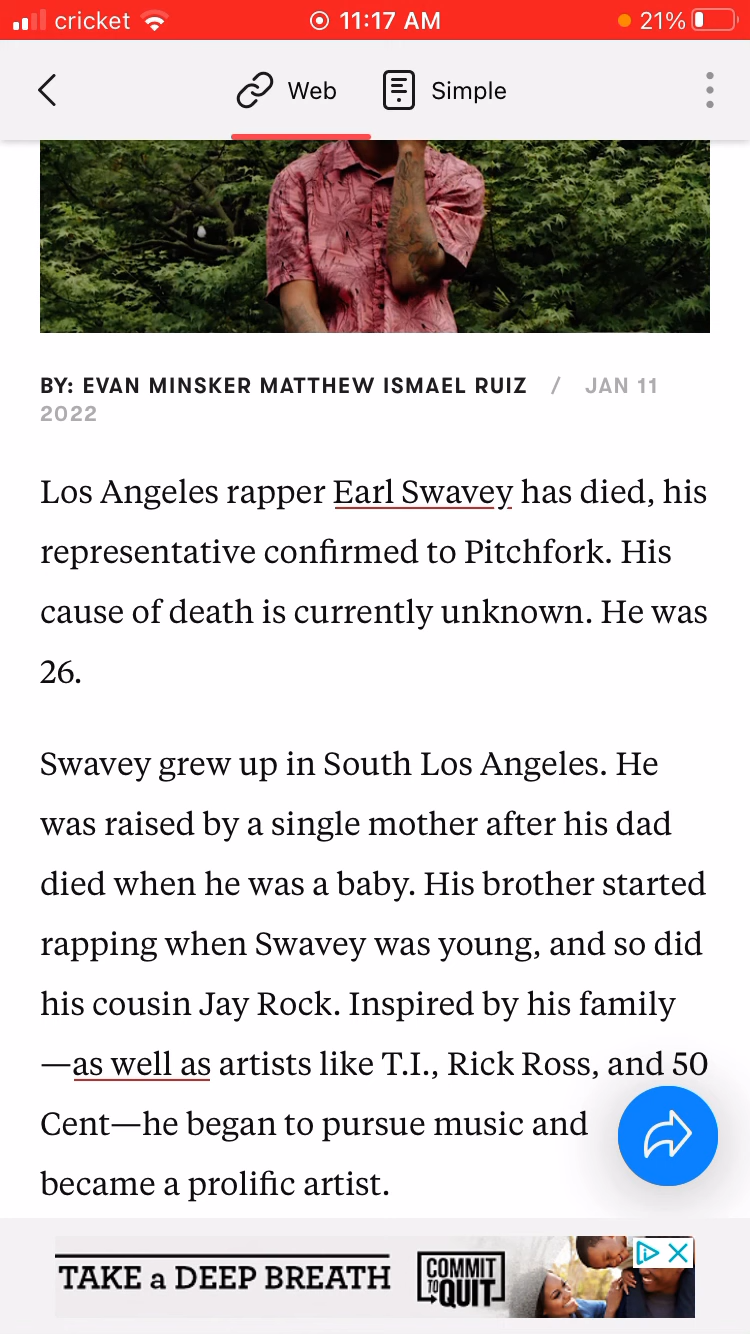 cricket 11:17 AM 21%
Web Simple
BY: EVAN MINSKER MATTHEW ISMAEL RUIZ / JAN 11
2022
Los Angeles rapper Earl Swavey has died, his
representative confirmed to Pitchfork. His
cause of death is currently unknown. He was
26.
Swavey grew up in South Los Angeles. He
was raised by a single mother after his dad
died when he was a baby. His brother started
rapping when Swavey was young, and so did
his cousin Jay Rock. Inspired by his family
—as well as artists like T.I., Rick Ross, and 50
Cent—he began to pursue music and
became a prolific artist.
TAKE a DEEP BREATH
COMMIT
TO QUIT